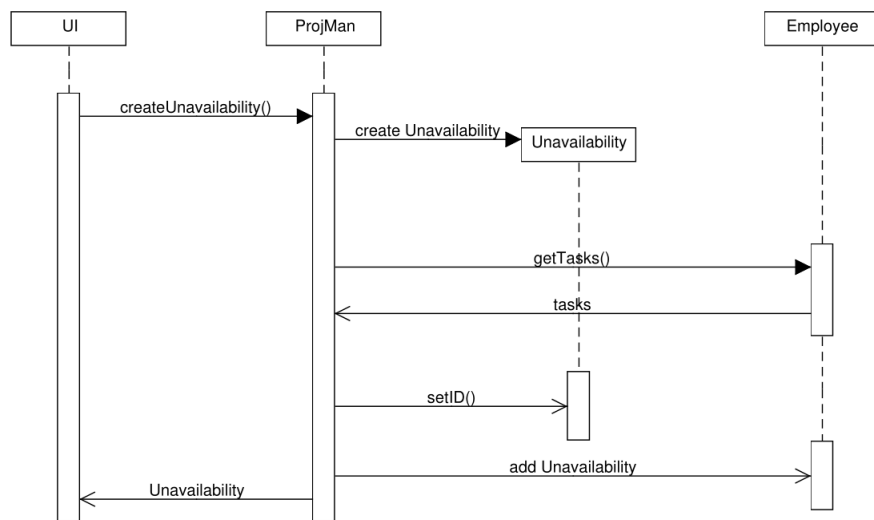 UI
ProjMan
Employee
createUnavailability()
create Unavailability
Unavailability
getTasks()
tasks
setID()
add Unavailability
Unavailability